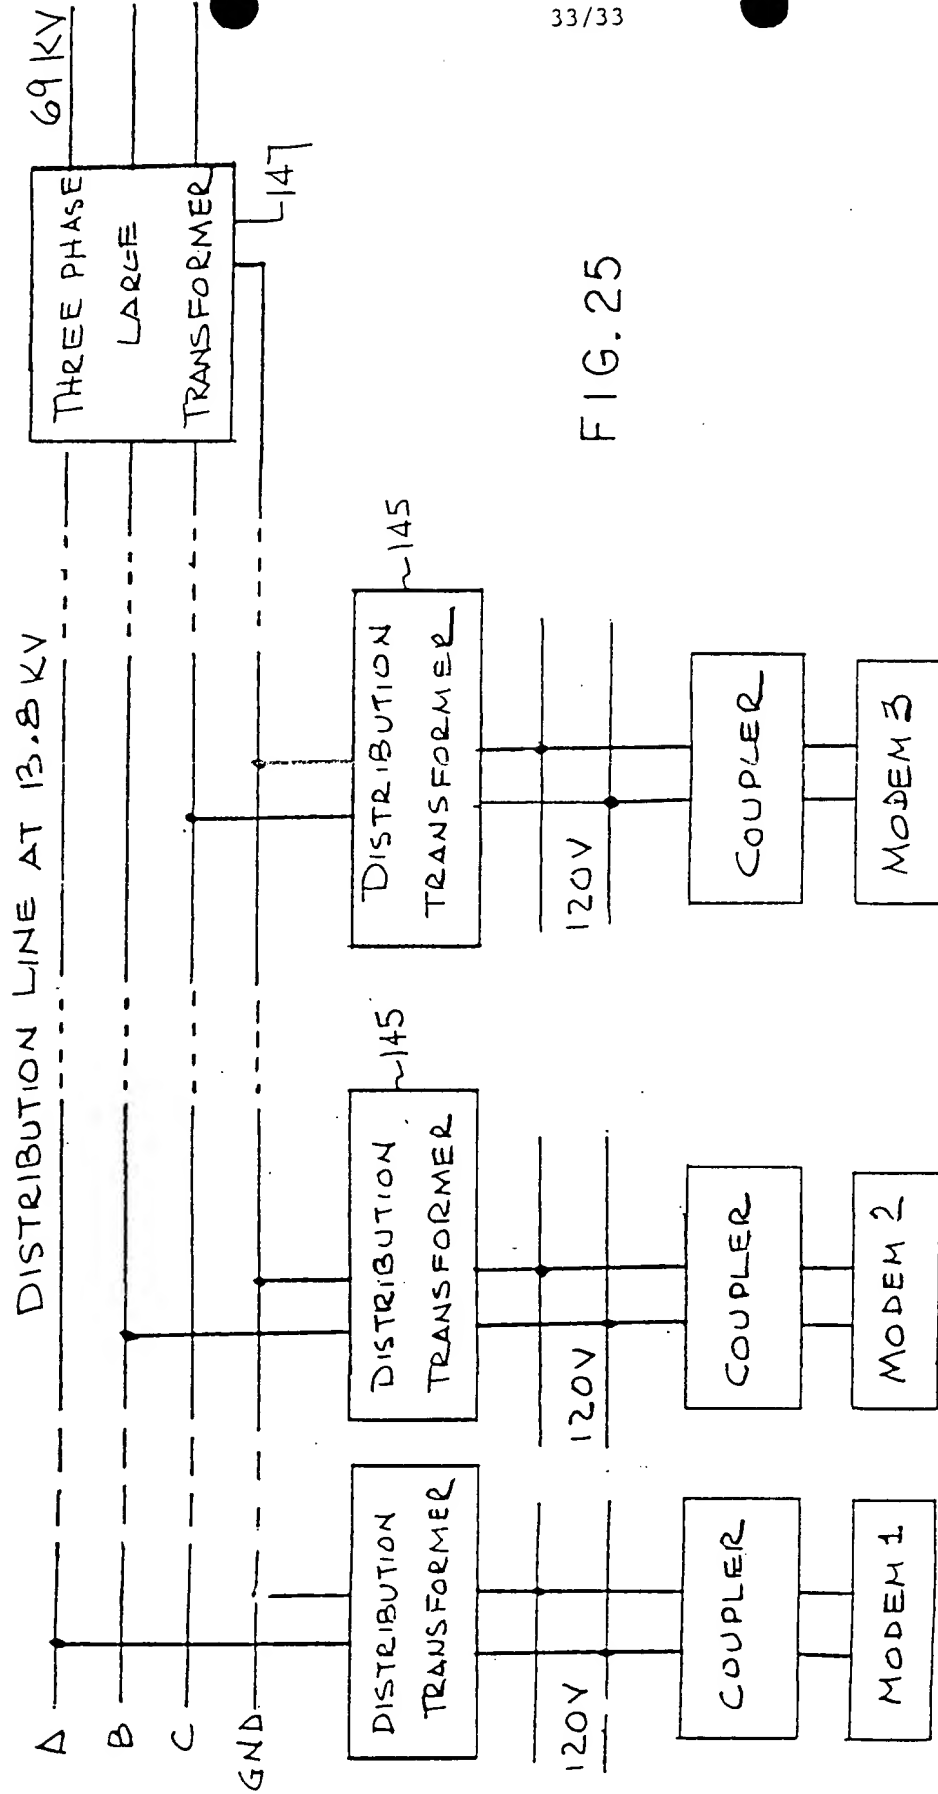 33/33
DISTRIBUTION LINE AT 13.8 KV
69 KV
A
B
C
GND
THREE PHASE
LARGE
TRANSFORMER
147
DISTRIBUTION
TRANSFORMER
DISTRIBUTION
TRANSFORMER
145
DISTRIBUTION
TRANSFORMER
145
120V
120V
120V
COUPLER
COUPLER
COUPLER
MODEM 1
MODEM 2
MODEM 3
FIG. 25